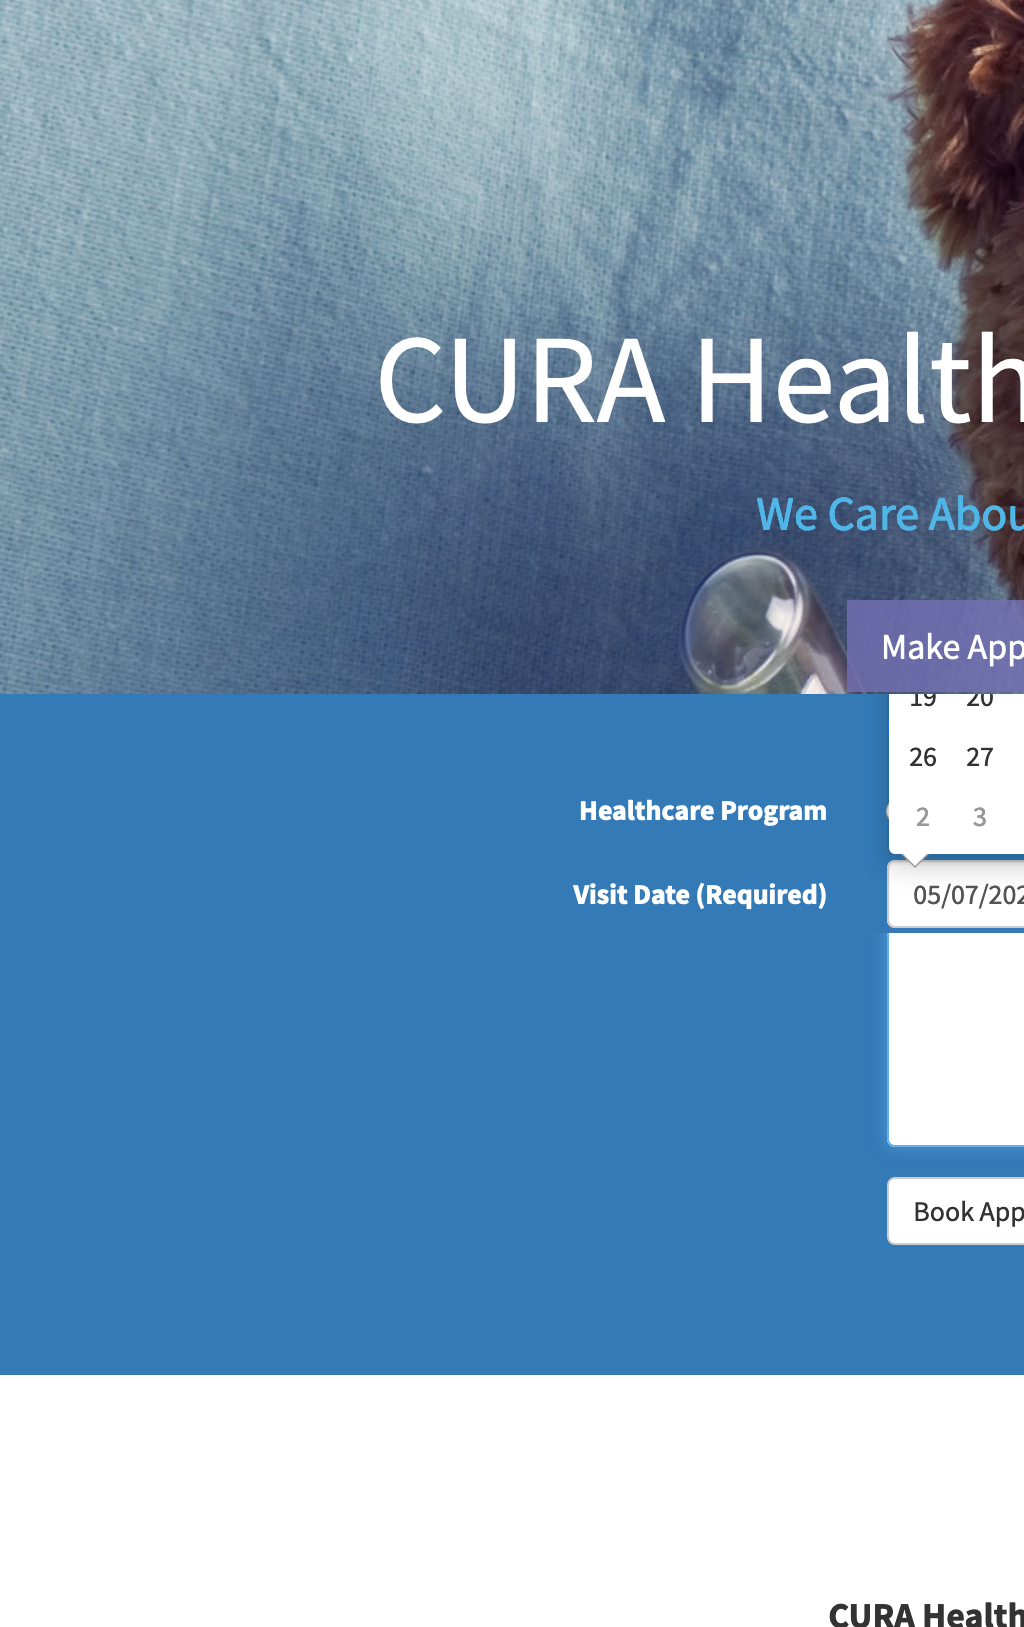 CURA Health
We Care Abou
Make App
19 20
26 27
Healthcare Program
2 3
Visit Date (Required) 05/07/202
Book App
CURA Health